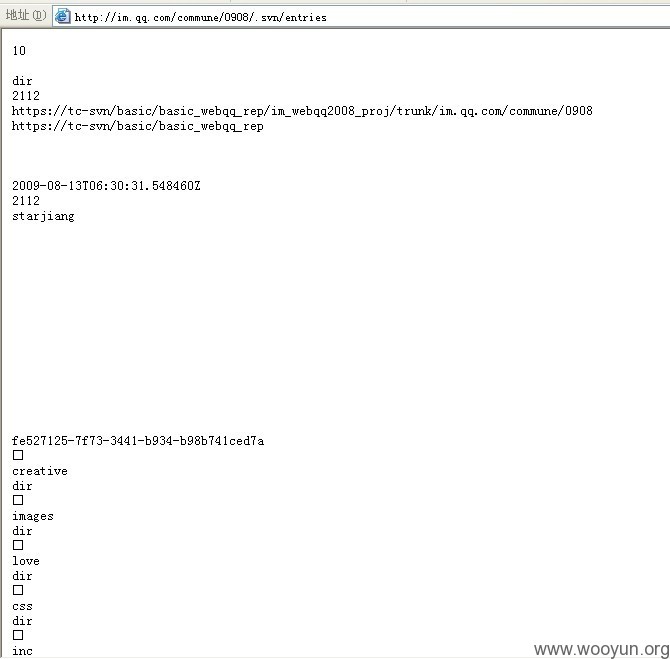 地址(D) http://im.qq.com/commune/0908/.svn/entries
10
dir
2112
https://tc-svn/basic/basic_webqq_rep/im_webqq2008_proj/trunk/im.qq.com/commune/0908
https://tc-svn/basic/basic_webqq_rep
2009-08-13T06:30:31.548460Z
2112
starjiang
fe527125-7f73-3441-b934-b98b741ced7a
□
creative
dir
□
images
dir
□
love
dir
□
css
dir
□
inc
www.wooyun.org